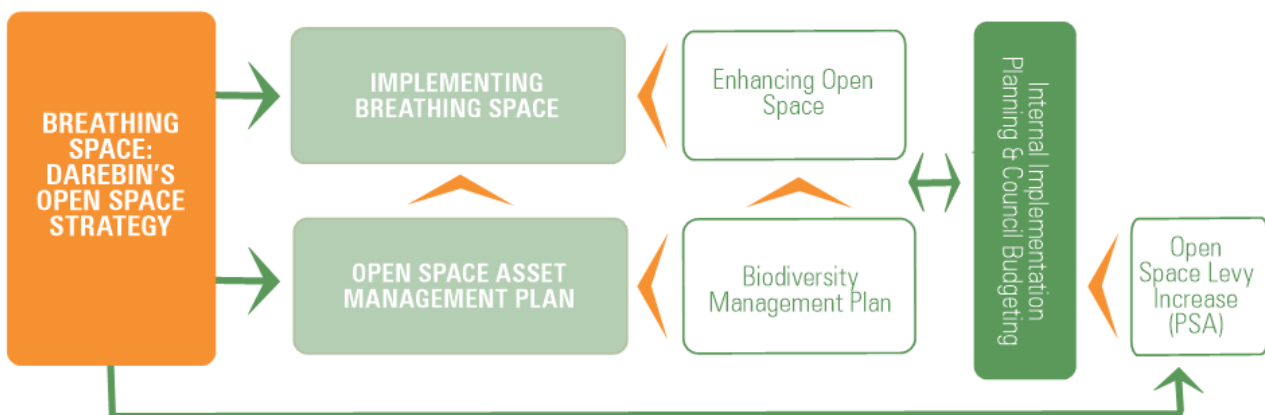 BREATHING
SPACE:
DAREBIN'S
OPEN SPACE
STRATEGY
IMPLEMENTING
BREATHING SPACE
OPEN SPACE ASSET
MANAGEMENT PLAN
Enhancing Open
Space
Biodiversity
Management Plan
Internal Implementation
Planning & Council Budgeting
Open
Space Levy
Increase
(PSA)